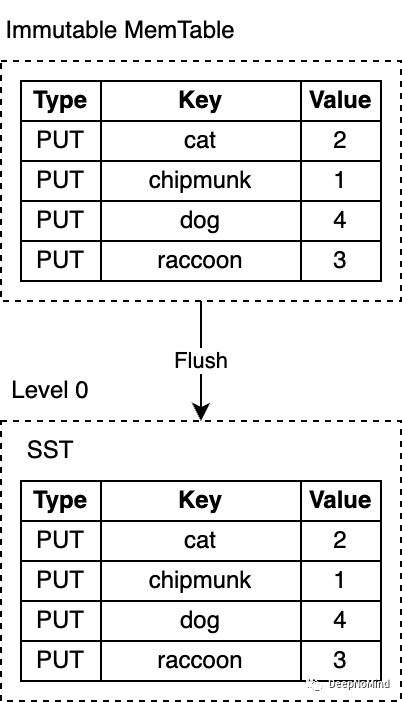 Immutable MemTable
Type Key Value
PUT cat 2
PUT chipmunk 1
PUT dog 4
PUT raccoon 3
Flush
Level 0
SST
Type Key Value
PUT cat 2
PUT chipmunk 1
PUT dog 4
PUT raccoon 3
DeepNoMind